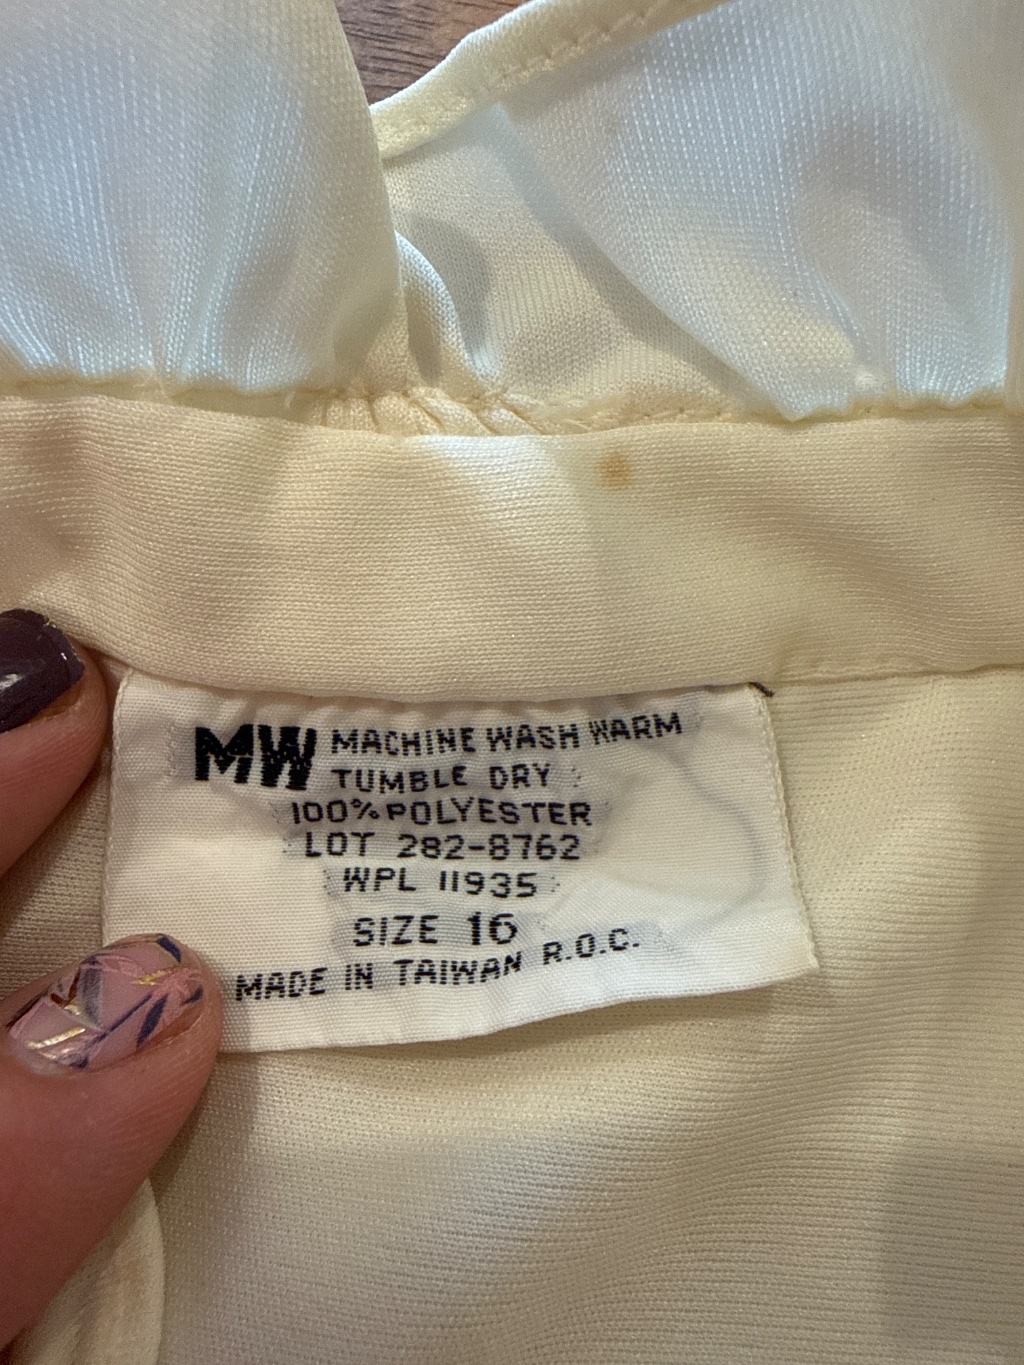 MW MACHINE WASH WARM
TUMBLE DRY
100% POLYESTER
LOT 282-8762
WPL 11935
SIZE 16
MADE IN TAIWAN R.O.C.